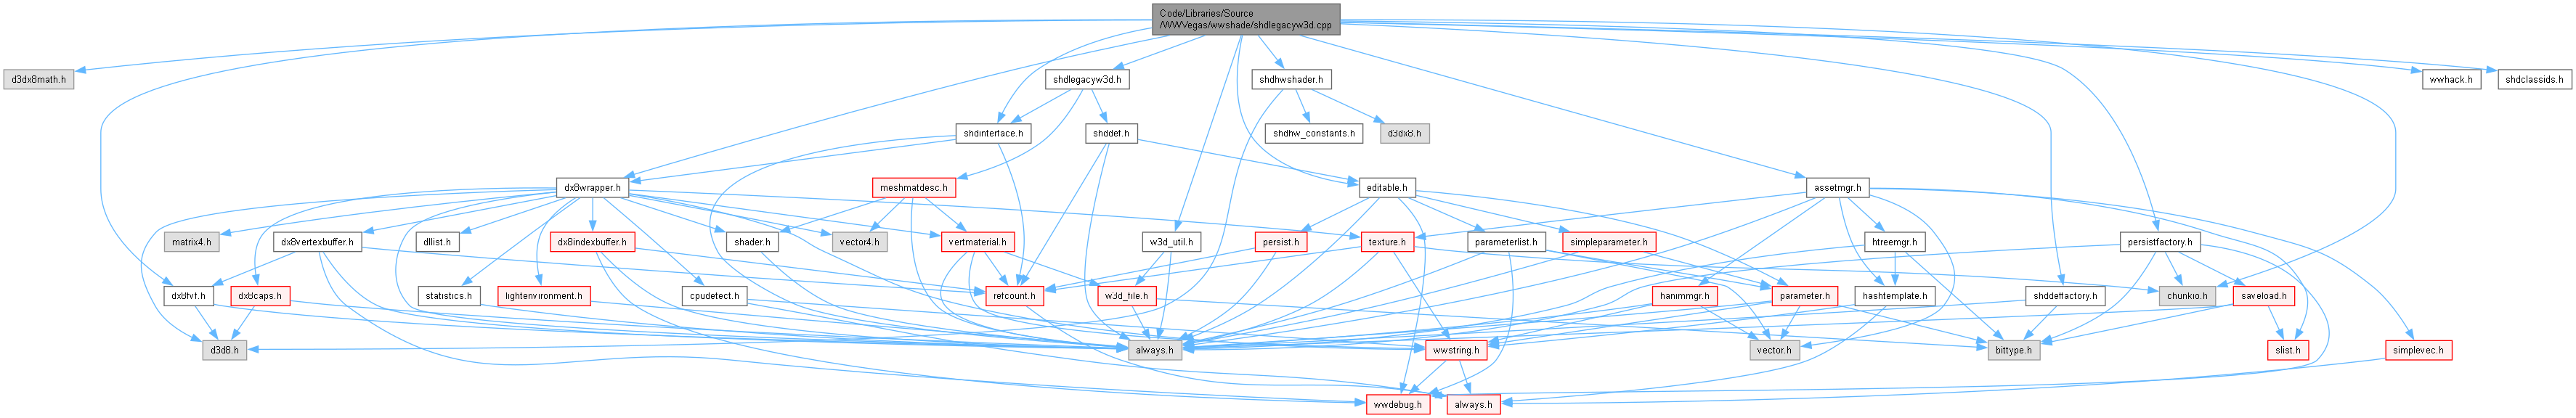 Code/Libraries/Source
/WWVegas/wwshade/shdlegacyw3d.cpp
d3dx8math.h
shdlegacyw3d.h
shdhwshader.h
wwhack.h
shdclassids.h
shdinterface.h
shddef.h
shdhw_constants.h
d3dx8.h
dx8wrapper.h
meshmatdesc.h
editable.h
assetmgr.h
matrix4.h
dx8vertexbuffer.h
dllist.h
dx8indexbuffer.h
shader.h
vector4.h
vertmaterial.h
w3d_util.h
persist.h
texture.h
parameterlist.h
simpleparameter.h
htreemgr.h
persistfactory.h
dx8fvf.h
dx8caps.h
statistics.h
lightenvironment.h
cpudetect.h
refcount.h
w3d_file.h
hanimmgr.h
parameter.h
hashtemplate.h
shddeffactory.h
chunkio.h
saveload.h
d3d8.h
always.h
wwstring.h
vector.h
bittype.h
slist.h
simplevec.h
wwdebug.h
always.h